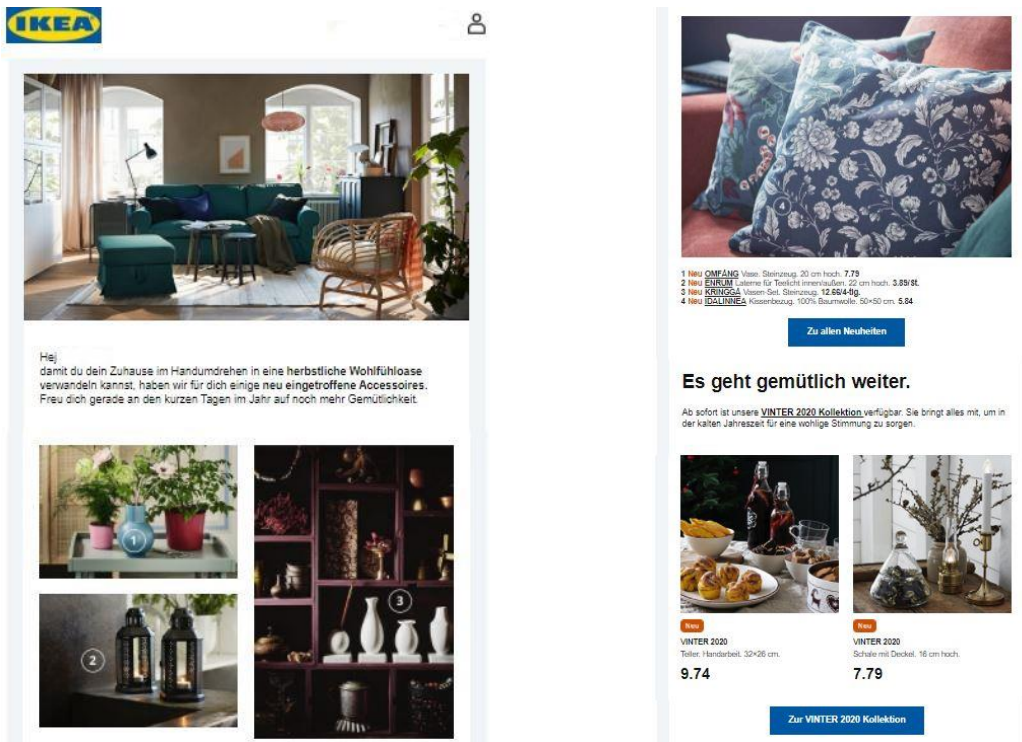 IKEA
Hej
damit du dein Zuhause im Handumdrehen in eine herbstliche Wohlfühloase
verwandeln kannst, haben wir für dich einige neu eingetroffene Accessoires.
Freu dich gerade an den kurzen Tagen im Jahr auf noch mehr Gemütlichkeit.
1
2
3
4
1 Neu OMFÅNG Vase. Steinzeug. 20 cm hoch. 7.79
2 Neu ENRUM Laterne für Teelicht innen/außen. 22 cm hoch. 3.89/St.
3 Neu KRINGGÅ Vasen-Set. Steinzeug. 12.66/4-tlg.
4 Neu IDALINNEA Kissenbezug. 100% Baumwolle. 50×50 cm. 5.84
Zu allen Neuheiten
Es geht gemütlich weiter.
Ab sofort ist unsere VINTER 2020 Kollektion verfügbar. Sie bringt alles mit, um in
der kalten Jahreszeit für eine wohlige Stimmung zu sorgen.
Neu
VINTER 2020
Teller. Handarbeit. 32×26 cm.
9.74
Neu
VINTER 2020
Schale mit Deckel. 16 cm hoch.
7.79
Zur VINTER 2020 Kollektion